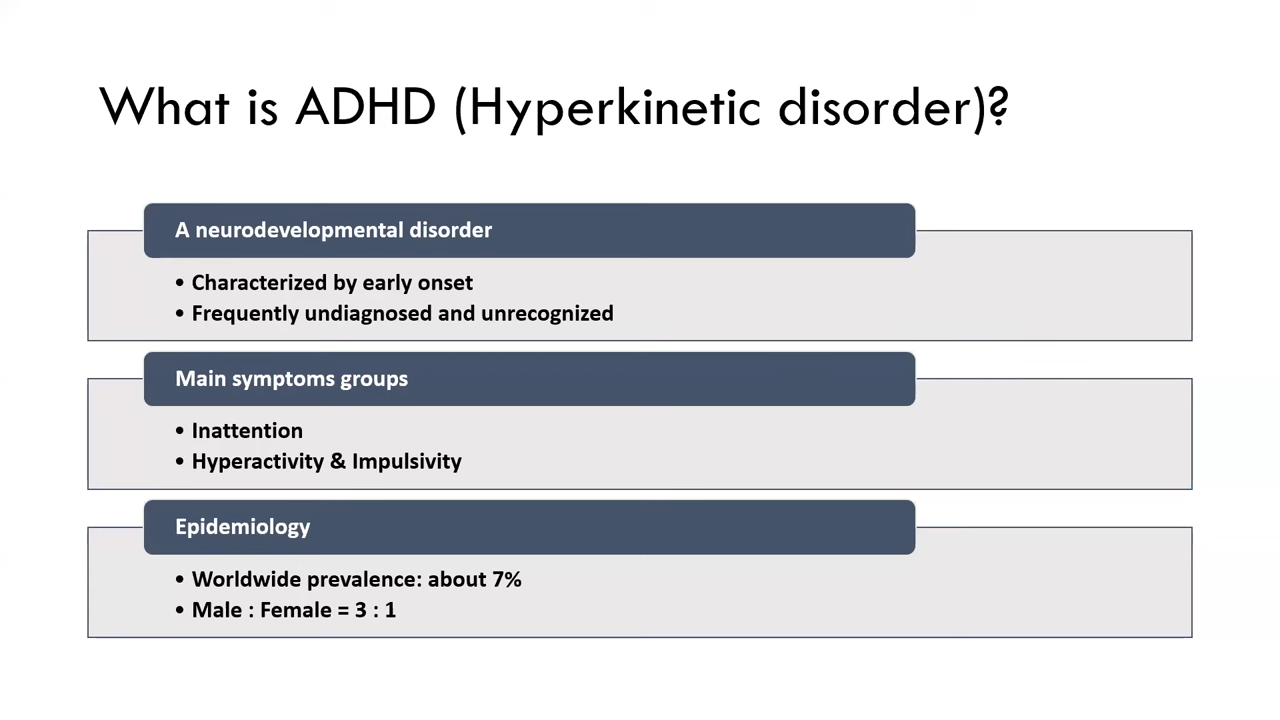 What is ADHD (Hyperkinetic disorder)?
A neurodevelopmental disorder
• Characterized by early onset
• Frequently undiagnosed and unrecognized
Main symptoms groups
• Inattention
• Hyperactivity & Impulsivity
Epidemiology
• Worldwide prevalence: about 7%
• Male : Female = 3 : 1